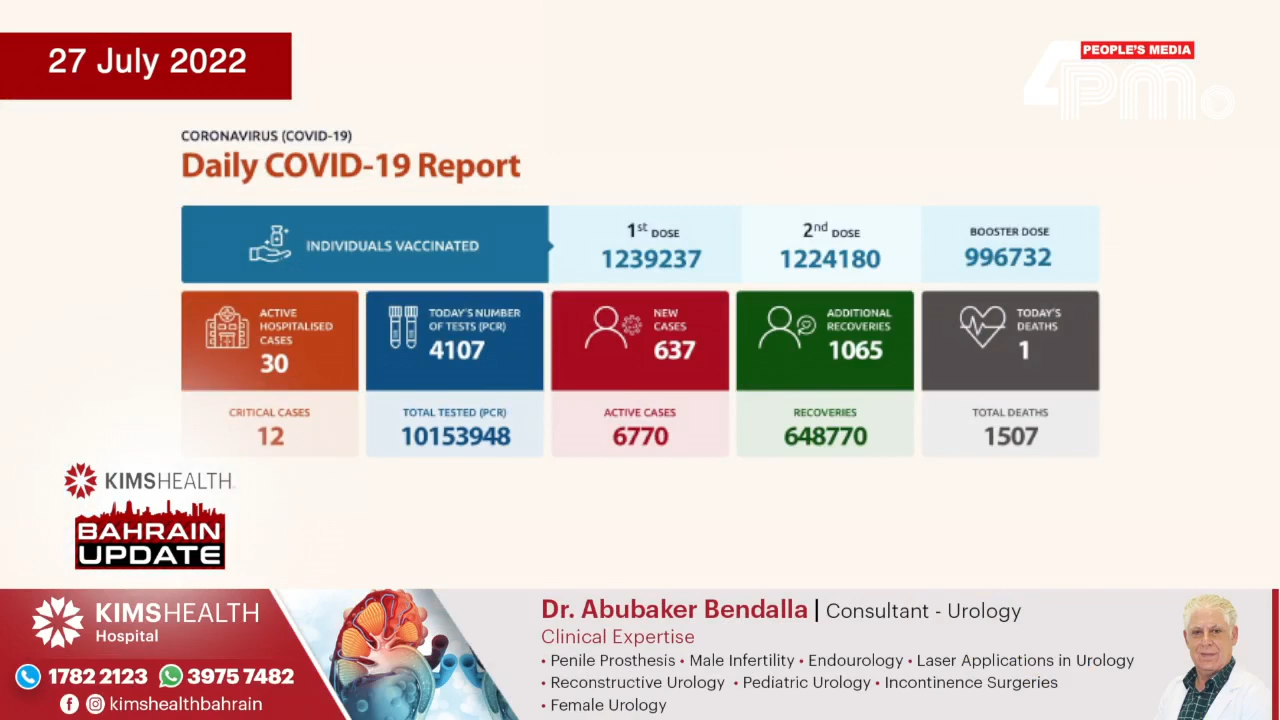 27 July 2022
PEOPLE'S MEDIA
4pm
CORONAVIRUS (COVID-19)
Daily COVID-19 Report
INDIVIDUALS VACCINATED
1st DOSE
1239237
2nd DOSE
1224180
BOOSTER DOSE
996732
ACTIVE
HOSPITALISED
CASES
30
TODAY'S NUMBER
OF TESTS (PCR)
4107
NEW
CASES
637
ADDITIONAL
RECOVERIES
1065
TODAY'S
DEATHS
1
CRITICAL CASES
12
TOTAL TESTED (PCR)
10153948
ACTIVE CASES
6770
RECOVERIES
648770
TOTAL DEATHS
1507
KIMSHEALTH
BAHRAIN
UPDATE
KIMSHEALTH
Hospital
1782 2123 3975 7482
kimshealthbahrain
Dr. Abubaker Bendalla | Consultant - Urology
Clinical Expertise
• Penile Prosthesis • Male Infertility • Endourology • Laser Applications in Urology
• Reconstructive Urology • Pediatric Urology • Incontinence Surgeries
• Female Urology